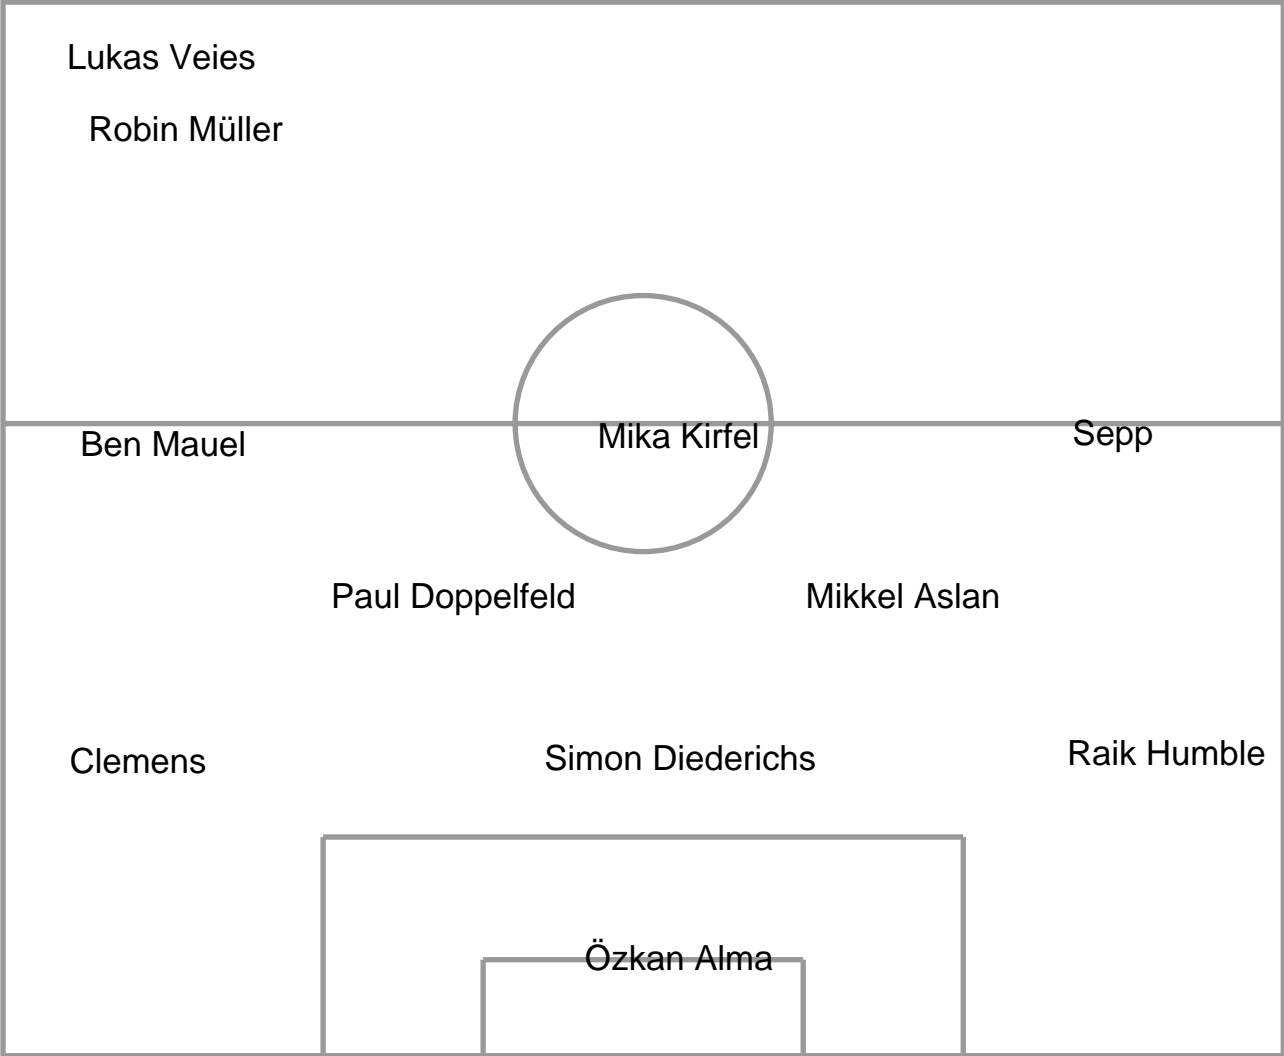 Lukas Veies
Robin Müller
Ben Mauel
Mika Kirfel
Sepp
Paul Doppelfeld
Mikkel Aslan
Clemens
Simon Diederichs
Raik Humble
Özkan Alma